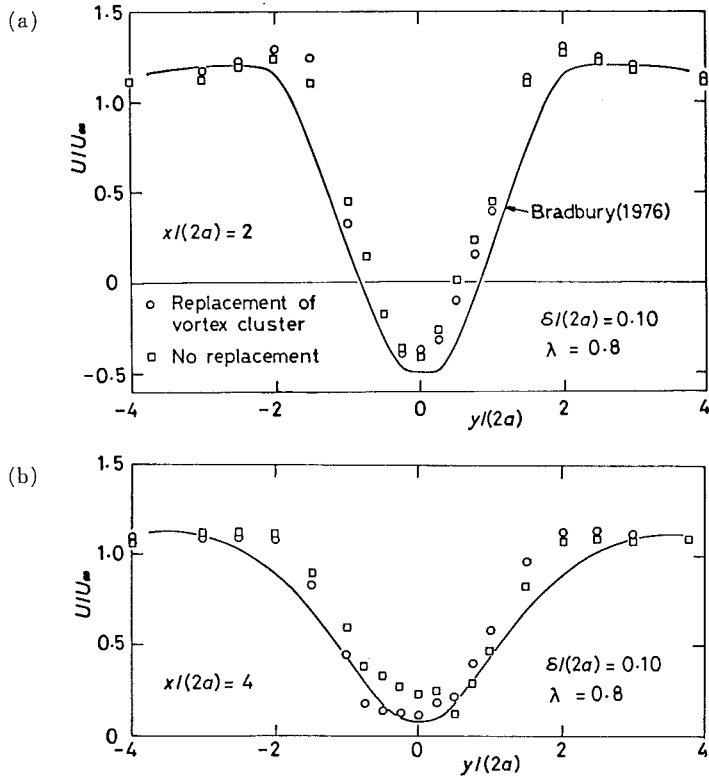 (a)
1.5
1.0
0.5
0
−0.5
U/U∞
x/(2a) = 2
Bradbury(1976)
○ Replacement of
vortex cluster
□ No replacement
δ/(2a) = 0.10
λ = 0.8
−4 −2 0 2 4
y/(2a)
(b)
1.5
1.0
0.5
0
U/U∞
x/(2a) = 4
δ/(2a) = 0.10
λ = 0.8
−4 −2 0 2 4
y/(2a)